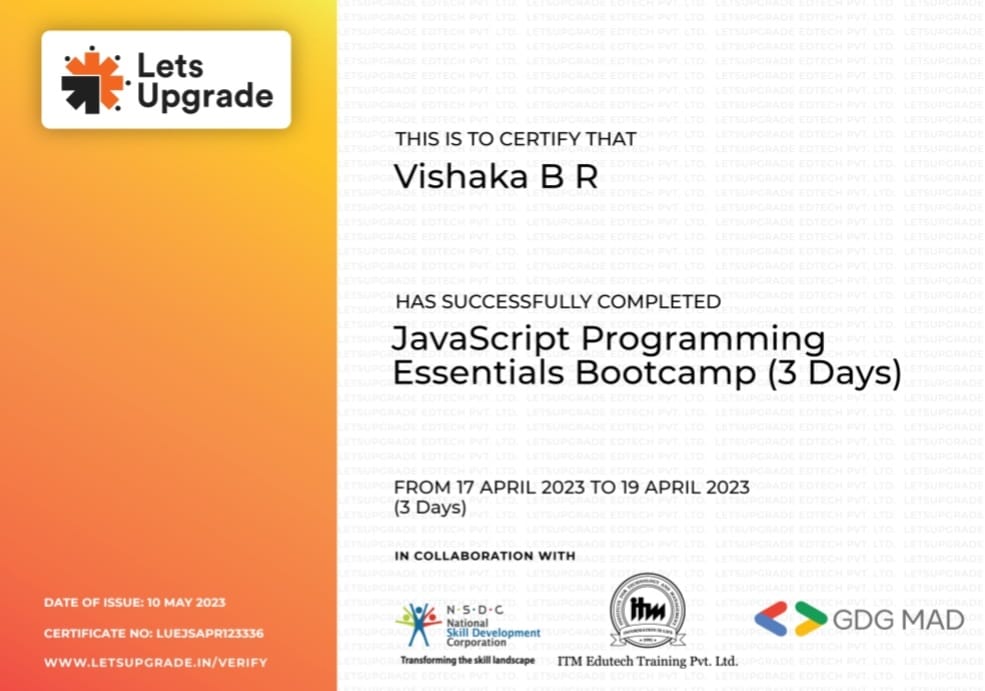 Lets
Upgrade
THIS IS TO CERTIFY THAT
Vishaka B R
HAS SUCCESSFULLY COMPLETED
JavaScript Programming
Essentials Bootcamp (3 Days)
FROM 17 APRIL 2023 TO 19 APRIL 2023
(3 Days)
IN COLLABORATION WITH
N·S·D·C
National
Skill Development
Corporation
Transforming the skill landscape
itm
ITM Edutech Training Pvt. Ltd.
GDG MAD
DATE OF ISSUE: 10 MAY 2023
CERTIFICATE NO: LUEJSAPR123336
WWW.LETSUPGRADE.IN/VERIFY
LETSUPGRADE EDTECH PVT. LTD.